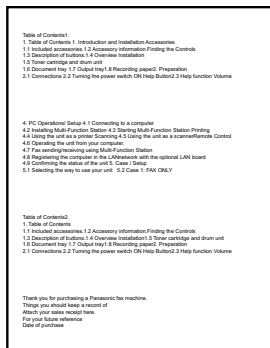 Table of Contents1.
1. Table of Contents 1. Introduction and Installation Accessories
1.1 Included accessories.1.2 Accessory information.Finding the Controls
1.3 Description of buttons.1.4 Overview Installation
1.5 Toner cartridge and drum unit
1.6 Document tray 1.7 Output tray1.8 Recording paper2. Preparation
2.1 Connections 2.2 Turning the power switch ON Help Button2.3 Help function Volume
4. PC Operations/ Setup 4.1 Connecting to a computer
4.2 Installing Multi-Function Station 4.3 Starting Multi-Function Station Printing
4.4 Using the unit as a printer Scanning 4.5 Using the unit as a scannerRemote Control
4.6 Operating the unit from your computer.
4.7 Fax sending/receiving using Multi-Function Station
4.8 Registering the computer in the LANnetwork with the optional LAN board
4.9 Confirming the status of the unit 5. Case / Setup
5.1 Selecting the way to use your unit 5.2 Case 1: FAX ONLY
Table of Contents2.
1. Table of Contents
1.1 Included accessories.1.2 Accessory information.Finding the Controls
1.3 Description of buttons.1.4 Overview Installation1.5 Toner cartridge and drum unit
1.6 Document tray 1.7 Output tray1.8 Recording paper2. Preparation
2.1 Connections 2.2 Turning the power switch ON Help Button2.3 Help function Volume
Thank you for purchasing a Panasonic fax machine.
Things you should keep a record of
Attach your sales receipt here.
For your future reference
Date of purchase